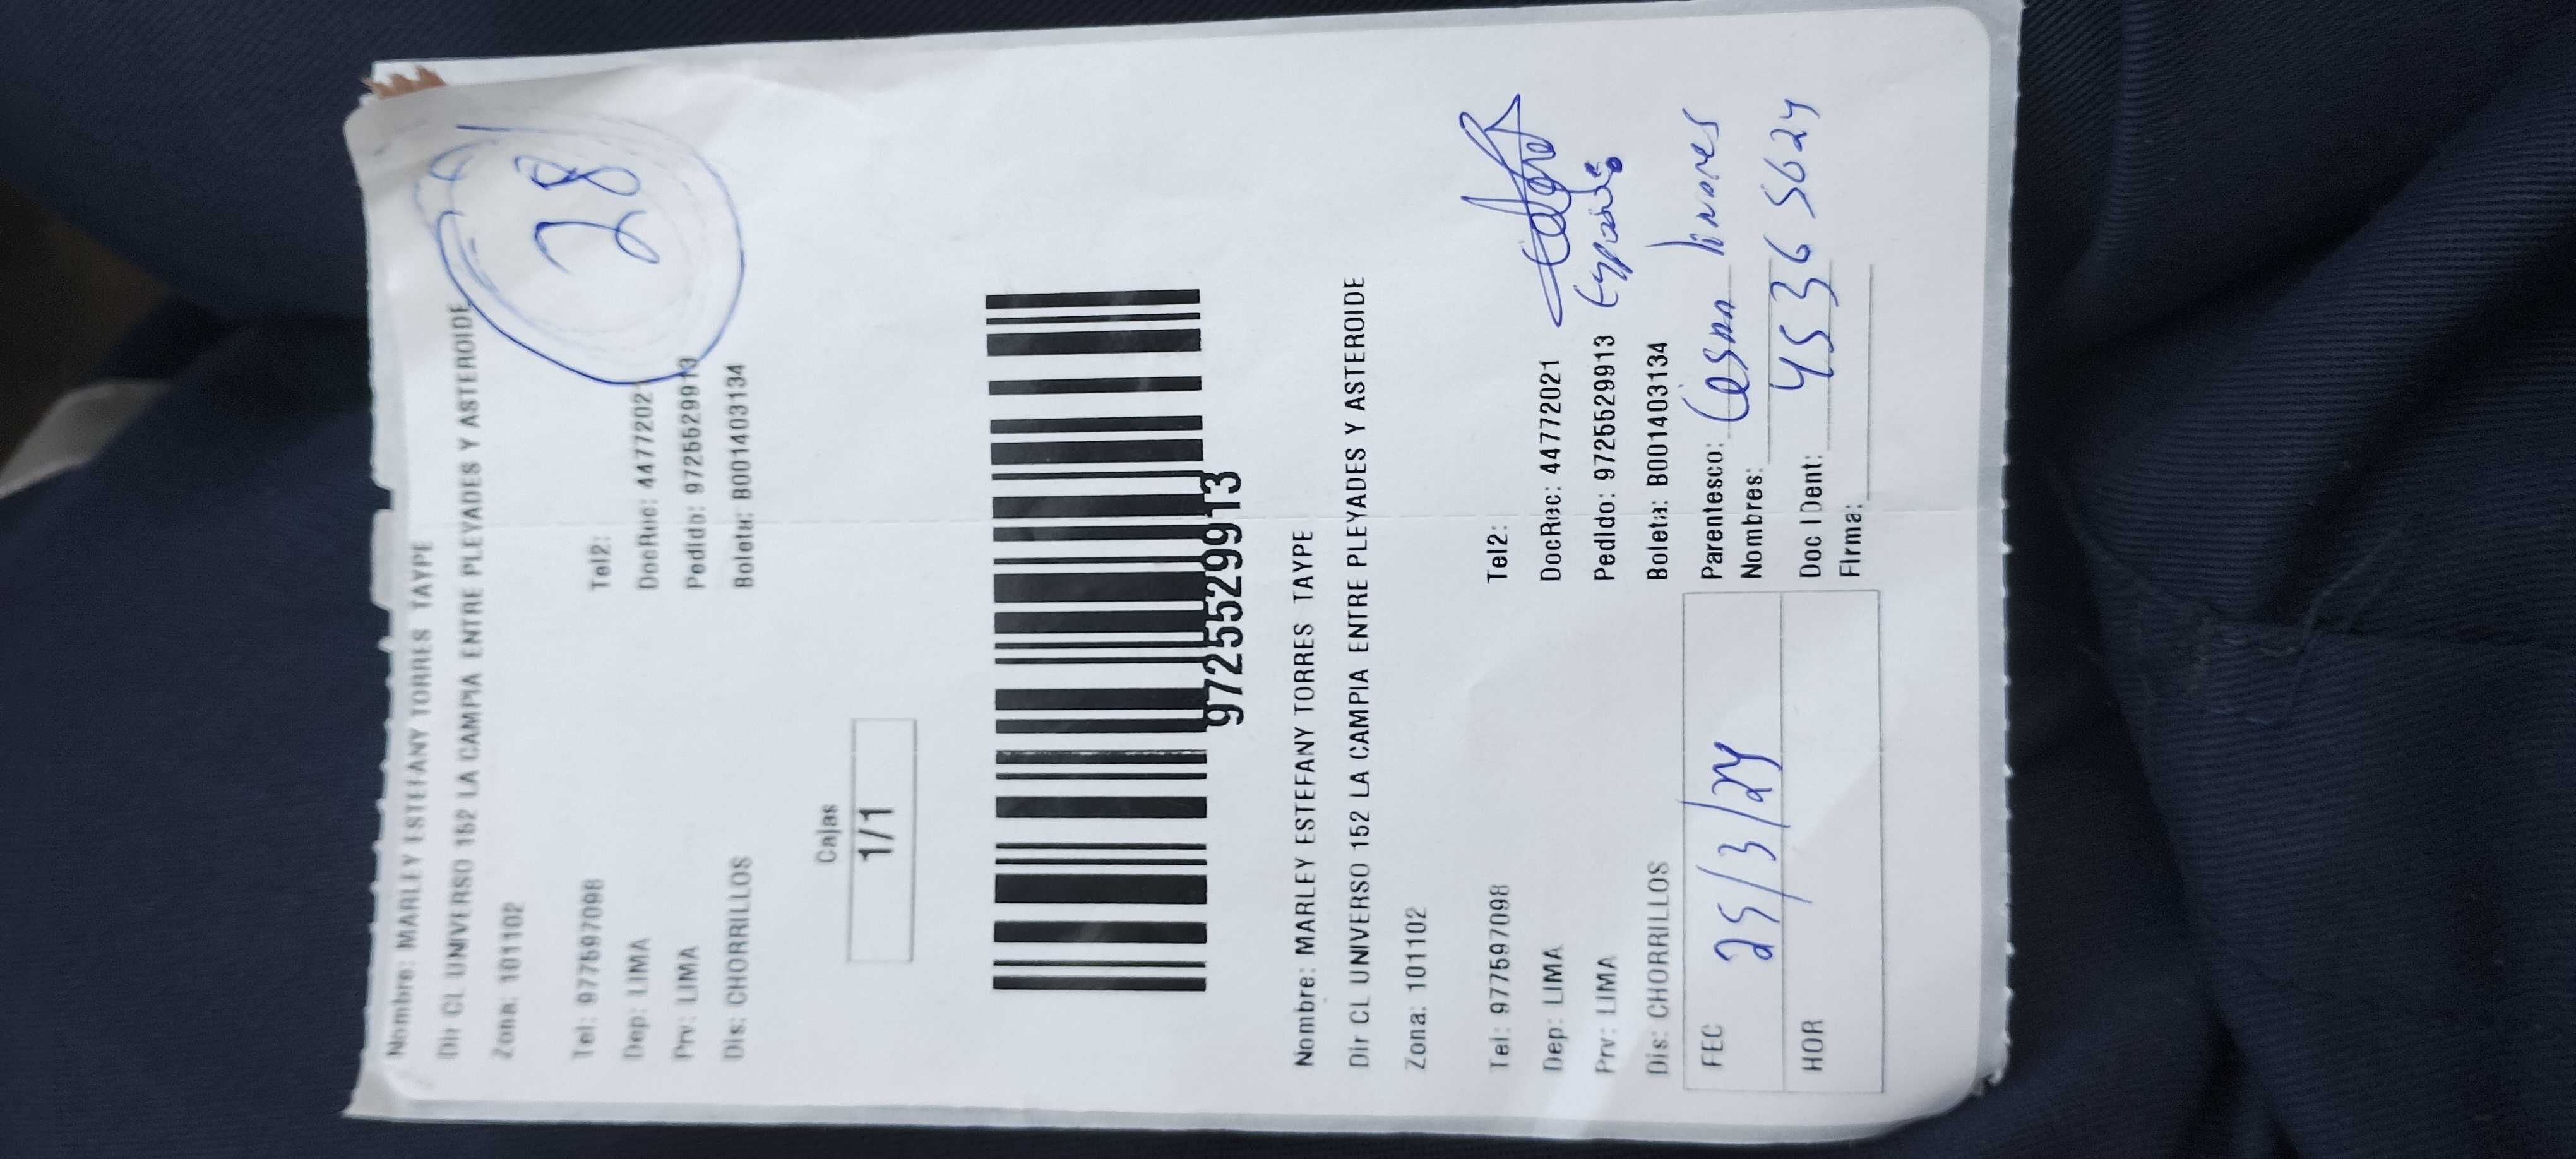 Nombre: MARLEY ESTEFANY TORRES TAYPE
Dir CL UNIVERSO 152 LA CAMPIA ENTRE PLEYADES Y ASTEROIDE
28
Zona: 101102
Tel: 977597098 Tel2:
Dep: LIMA DocRec: 44772021
Prv: LIMA Pedido: 9725529913
Dis: CHORRILLOS Boleta: B001403134
Cajas
1/1
9725529913
Nombre: MARLEY ESTEFANY TORRES TAYPE
Dir CL UNIVERSO 152 LA CAMPIA ENTRE PLEYADES Y ASTEROIDE
Zona: 101102
Tel: 977597098 Tel2:
Dep: LIMA DocRec: 44772021
Prv: LIMA Pedido: 9725529913
Dis: CHORRILLOS Boleta: B001403134
FEC 25/3/24 Parentesco: Cesar linares
Nombres:
HOR Doc IDent: 45365624
Firma: